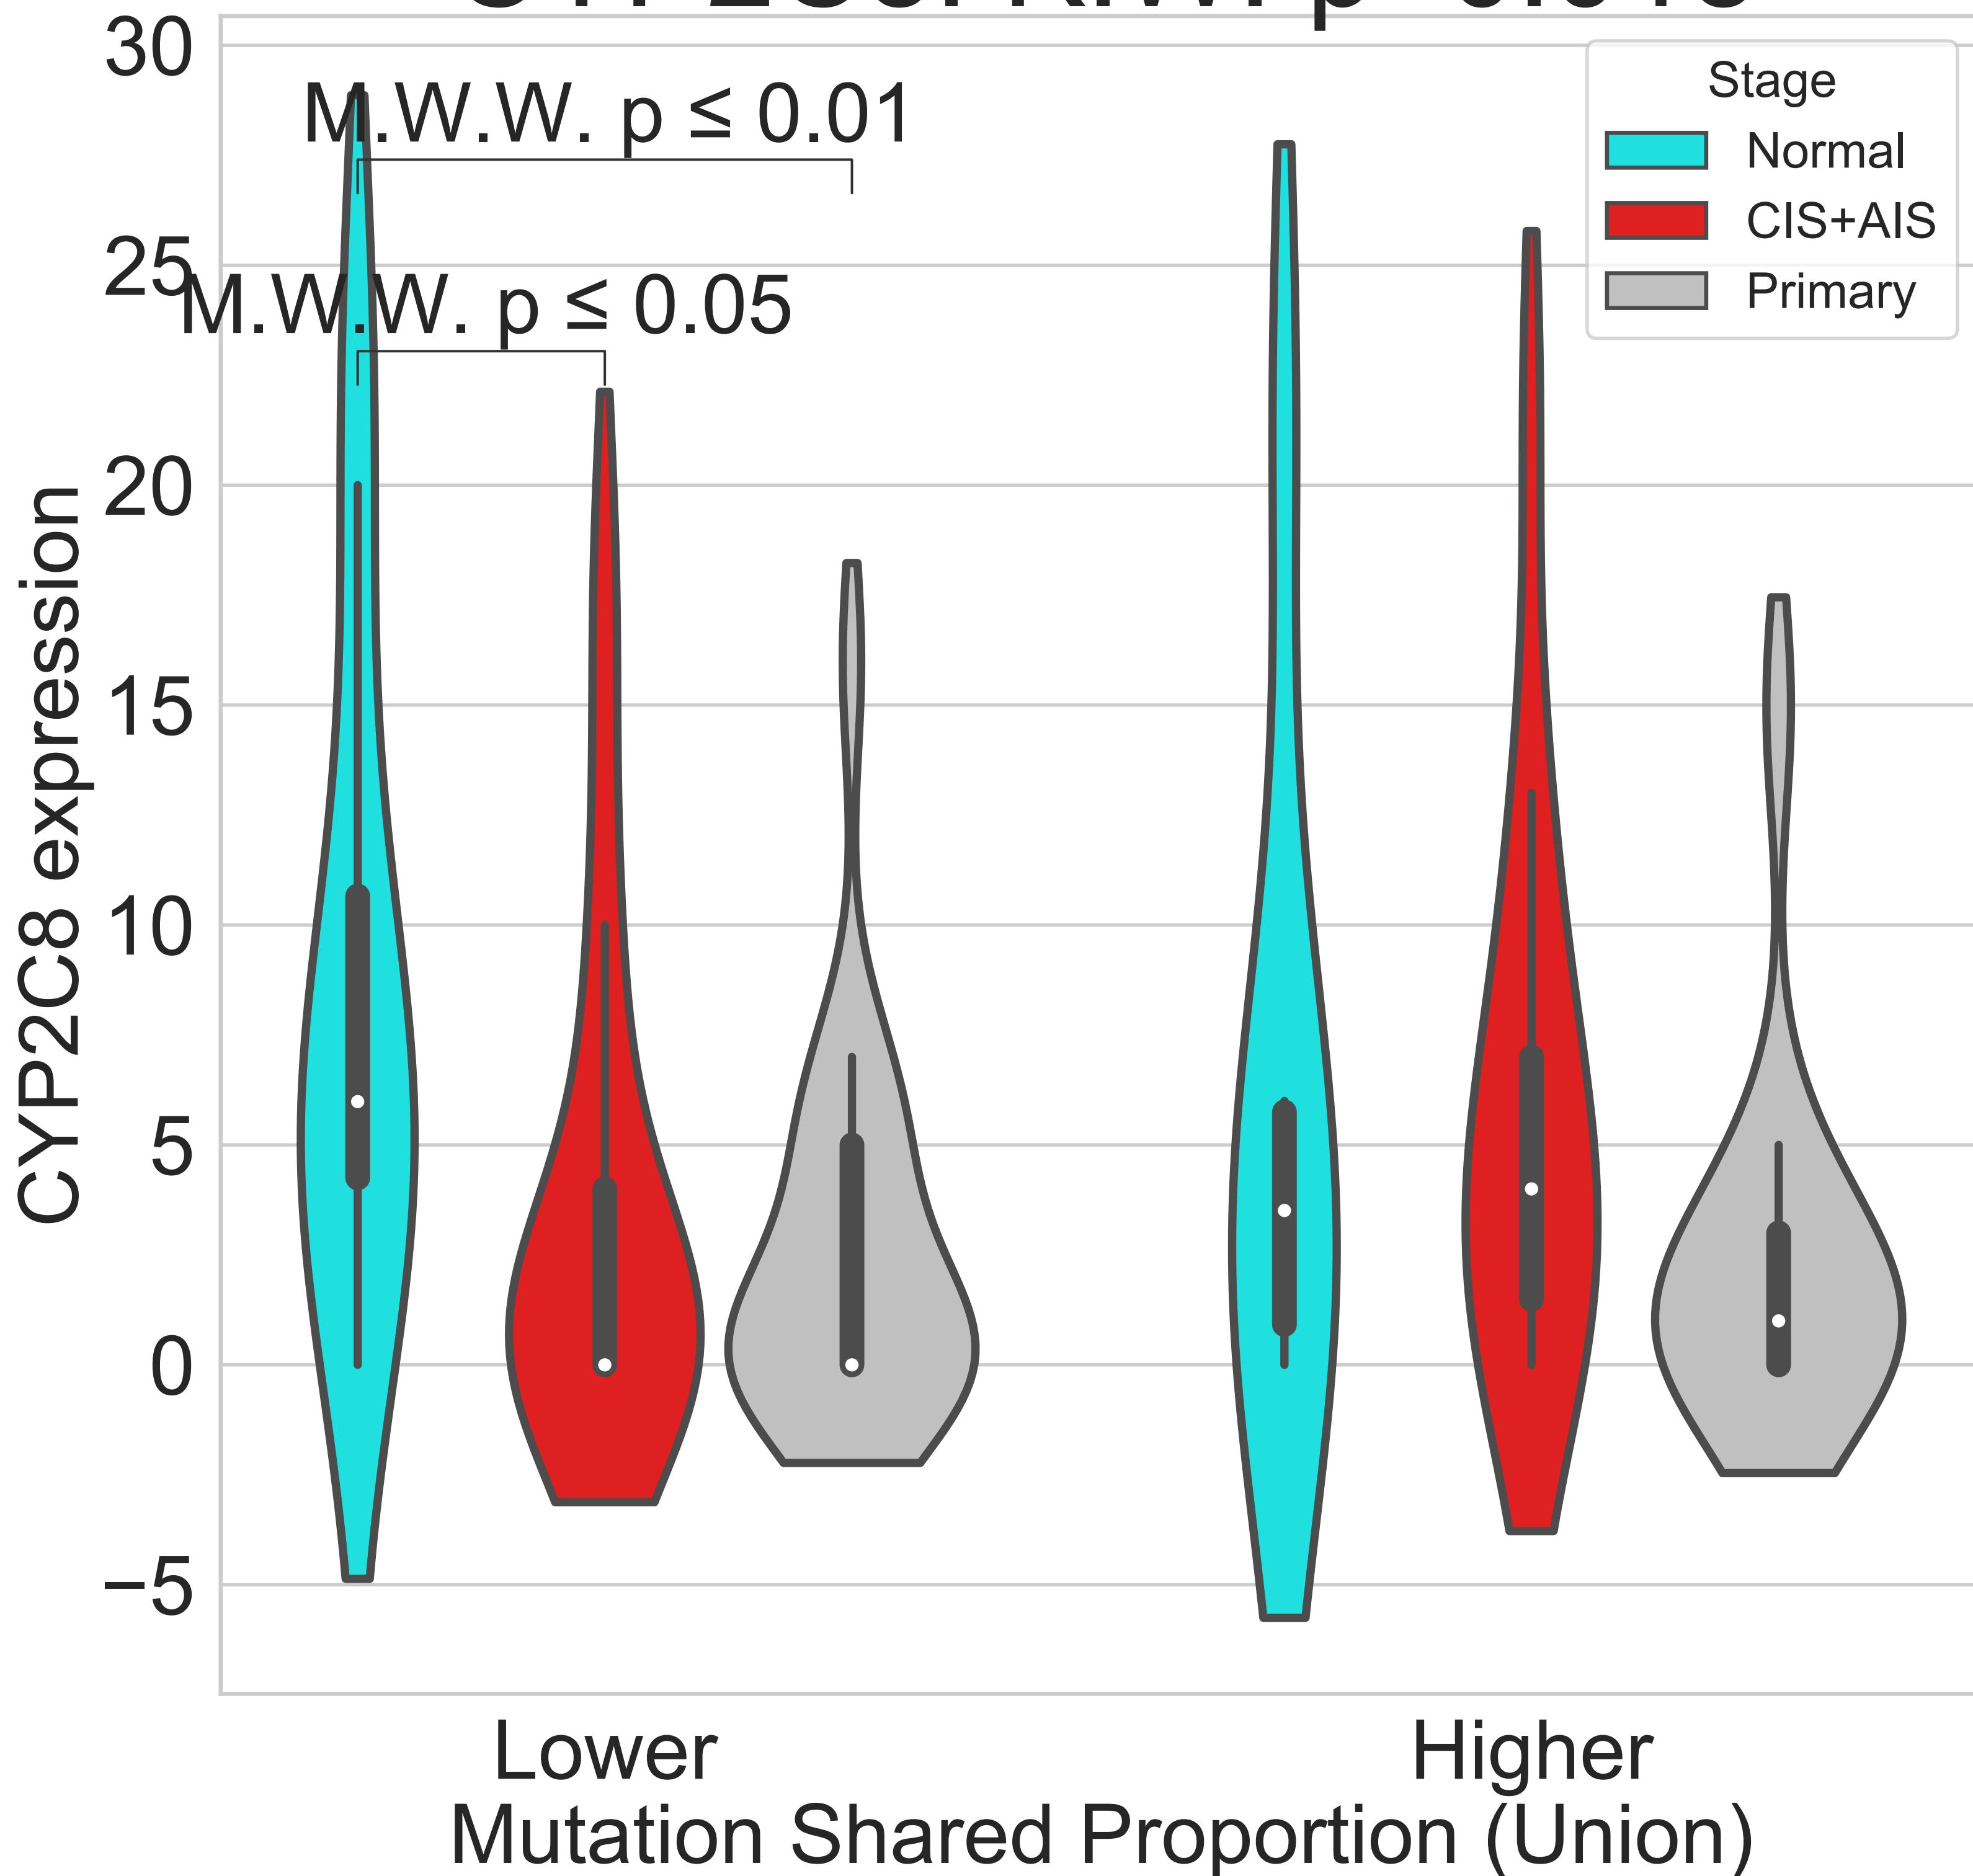 30
25
20
15
10
5
0
−5
CYP2C8 expression
M.W.W. p ≤ 0.01
M.W.W. p ≤ 0.05
Stage
Normal
CIS+AIS
Primary
Lower
Higher
Mutation Shared Proportion (Union)